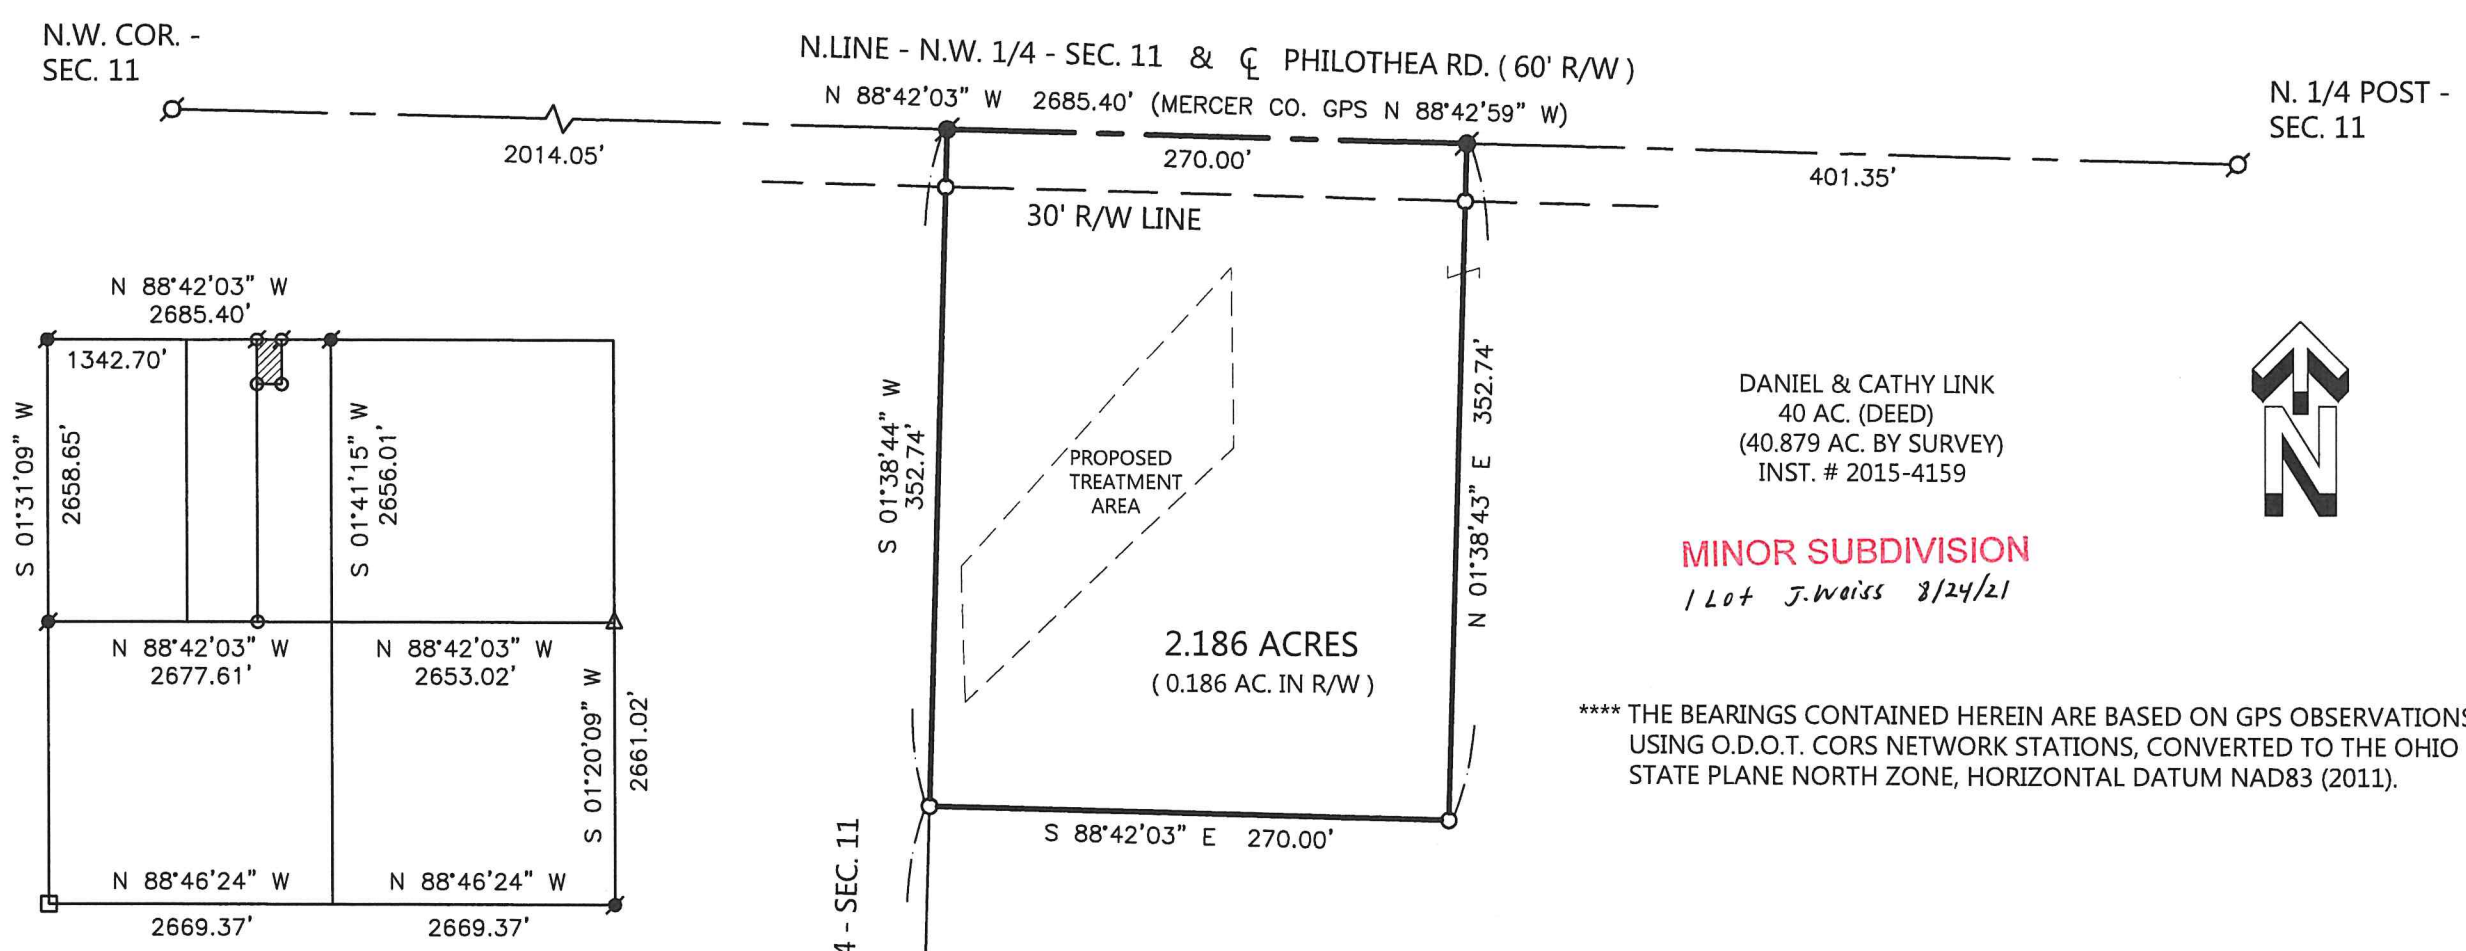 N.W. COR. -
SEC. 11
N.LINE - N.W. 1/4 - SEC. 11 & ℄ PHILOTHEA RD. ( 60' R/W )
N 88°42'03" W 2685.40' (MERCER CO. GPS N 88°42'59" W)
N. 1/4 POST -
SEC. 11
2014.05'
270.00'
401.35'
30' R/W LINE
N 88°42'03" W
2685.40'
1342.70'
S 01°31'09" W
2658.65'
S 01°41'15" W
2656.01'
N 88°42'03" W
2677.61'
N 88°42'03" W
2653.02'
S 01°20'09" W
2661.02'
N 88°46'24" W
2669.37'
N 88°46'24" W
2669.37'
S 01°38'44" W
352.74'
PROPOSED
TREATMENT
AREA
N 01°38'43" E 352.74'
2.186 ACRES
( 0.186 AC. IN R/W )
S 88°42'03" E 270.00'
4 - SEC. 11
DANIEL & CATHY LINK
40 AC. (DEED)
(40.879 AC. BY SURVEY)
INST. # 2015-4159
N
MINOR SUBDIVISION
1 Lot J. Weiss 8/24/21
**** THE BEARINGS CONTAINED HEREIN ARE BASED ON GPS OBSERVATIONS
USING O.D.O.T. CORS NETWORK STATIONS, CONVERTED TO THE OHIO
STATE PLANE NORTH ZONE, HORIZONTAL DATUM NAD83 (2011).